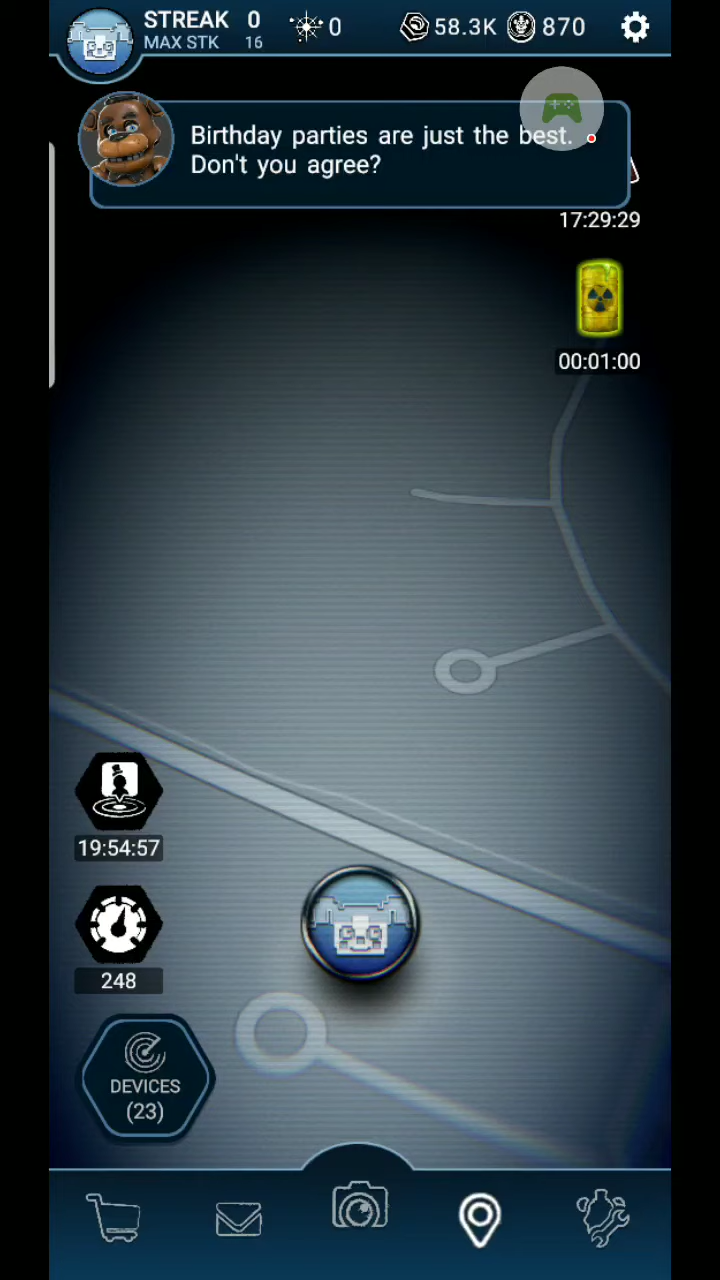 STREAK 0
MAX STK 16
0
58.3K
870
Birthday parties are just the best.
Don't you agree?
17:29:29
00:01:00
19:54:57
248
DEVICES
(23)